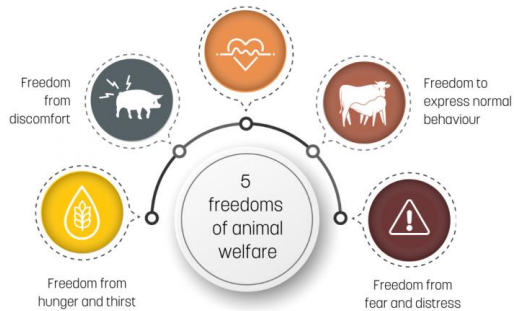 Freedom
from
discomfort
Freedom to
express normal
behaviour
5
freedoms
of animal
welfare
Freedom from
hunger and thirst
Freedom from
fear and distress